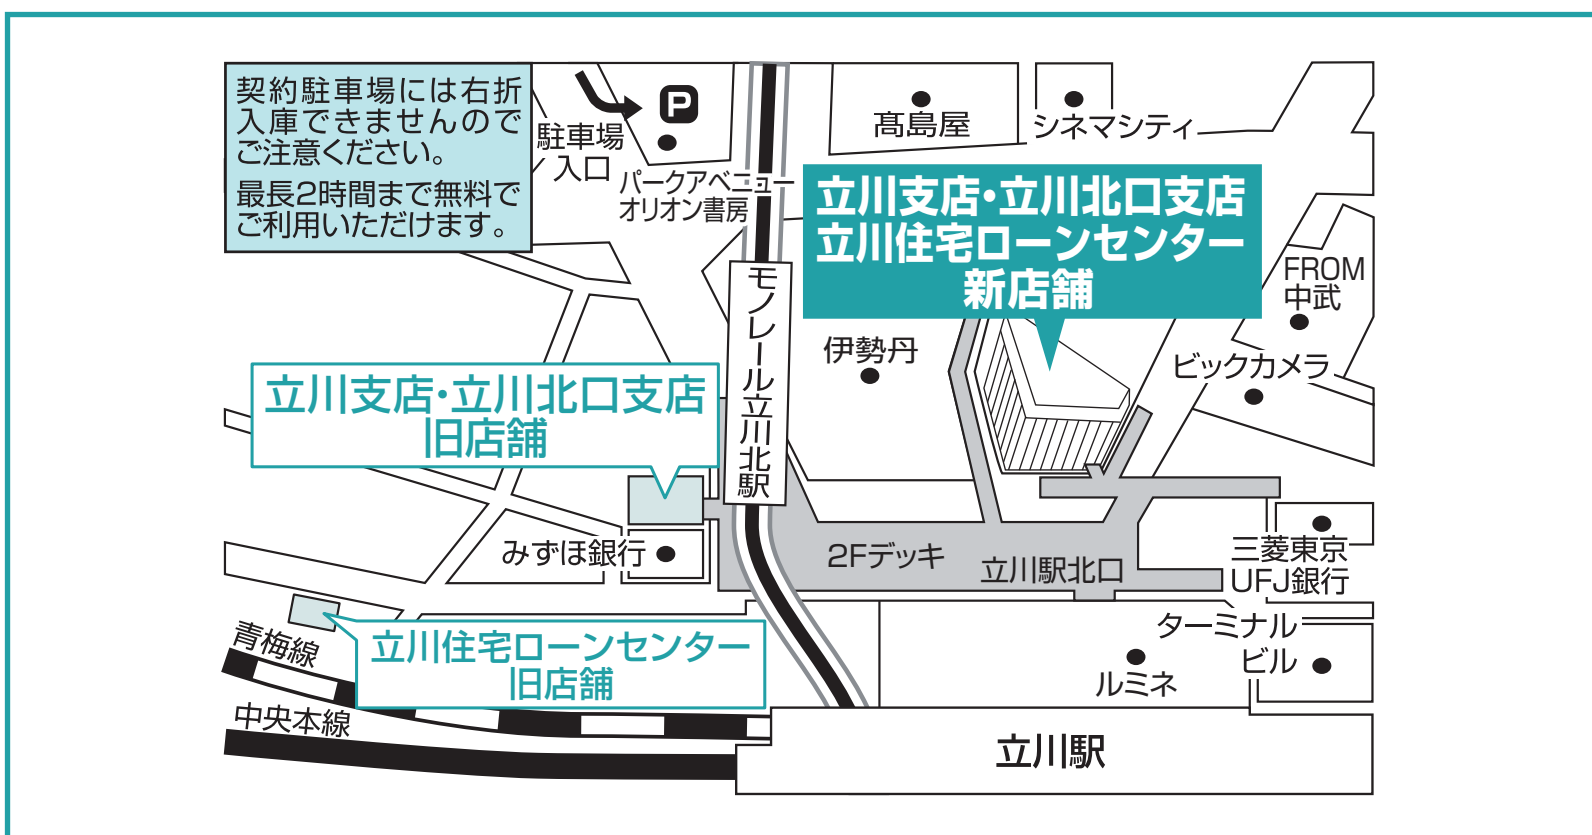 契約駐車場には右折
入庫できませんので
ご注意ください。
最長2時間まで無料で
ご利用いただけます。
P
駐車場
入口
パークアベニュー
オリオン書房
髙島屋
シネマシティ
立川支店・立川北口支店
立川住宅ローンセンター
新店舗
FROM
中武
ビックカメラ
伊勢丹
モノレール立川北駅
立川支店・立川北口支店
旧店舗
みずほ銀行
2Fデッキ
立川駅北口
三菱東京
UFJ銀行
ターミナル
ビル
ルミネ
立川住宅ローンセンター
旧店舗
青梅線
中央本線
立川駅